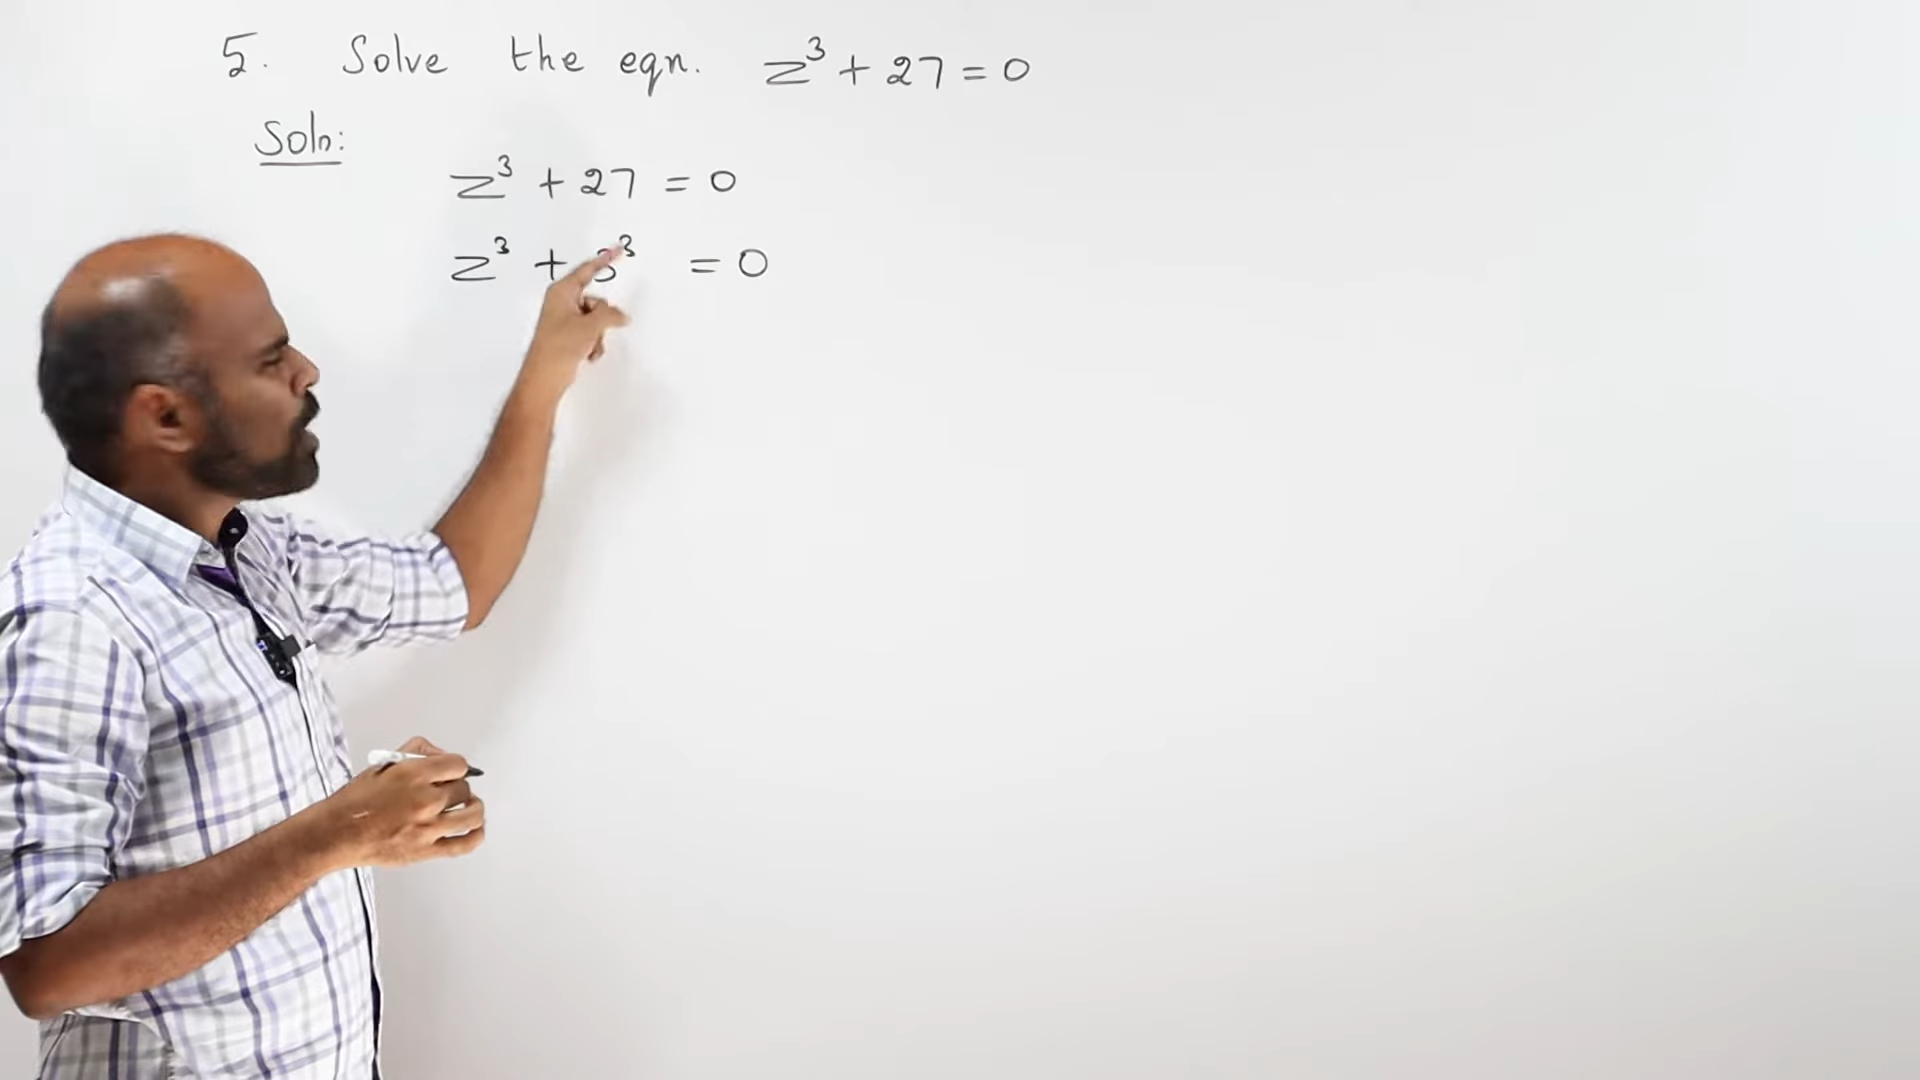 5. Solve the eqn. z³ + 27 = 0
Soln:
z³ + 27 = 0
z³ + 3³ = 0